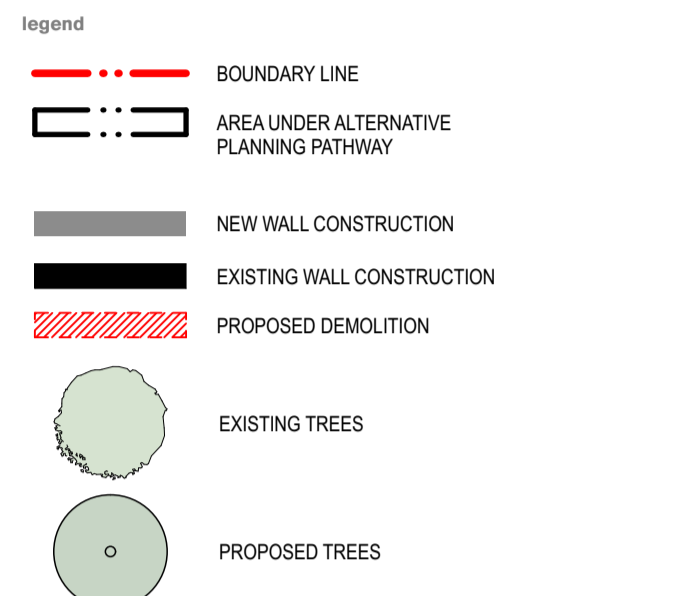 legend
BOUNDARY LINE
AREA UNDER ALTERNATIVE
PLANNING PATHWAY
NEW WALL CONSTRUCTION
EXISTING WALL CONSTRUCTION
PROPOSED DEMOLITION
EXISTING TREES
PROPOSED TREES